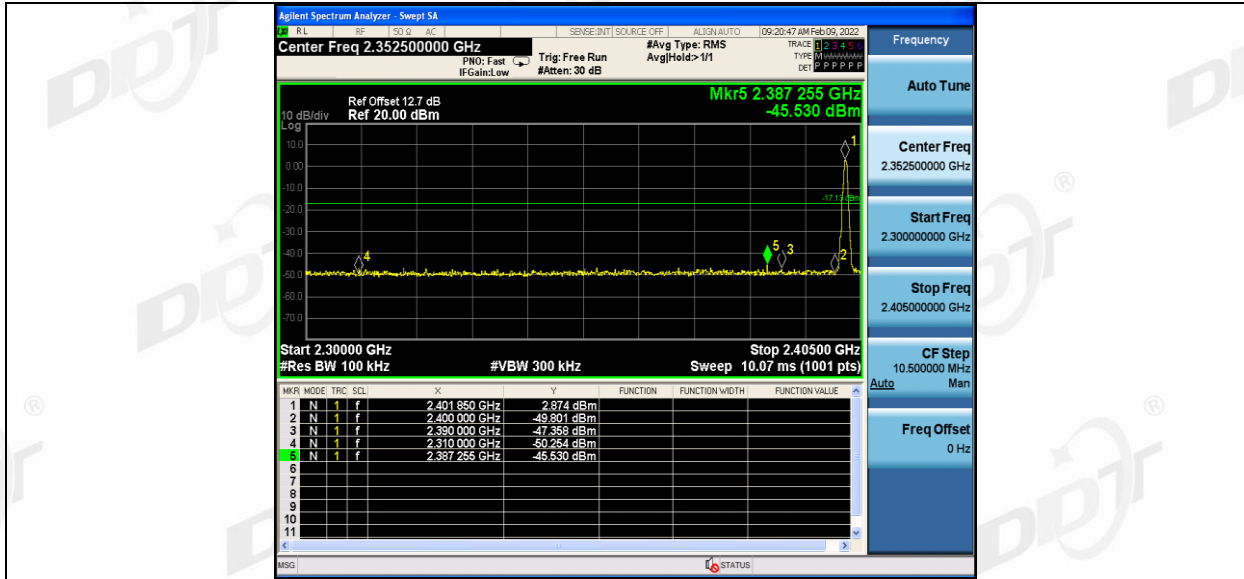 Agilent Spectrum Analyzer - Swept SA
RL RF 50 Ω AC SENSE:INT SOURCE OFF ALIGN AUTO 09:20:47 AM Feb 09, 2022
Center Freq 2.352500000 GHz
#Avg Type: RMS
TRACE 1 2 3 4 5 6
PNO: Fast Trig: Free Run Avg|Hold:>1/1
TYPE M
IFGain:Low #Atten: 30 dB
DET P P P P P P
Frequency
Auto Tune
Mkr5 2.387 255 GHz
-45.530 dBm
Ref Offset 12.7 dB
10 dB/div Ref 20.00 dBm
Log
10.0
0.00
-10.0
-20.0
-30.0
-40.0
-50.0
-60.0
-70.0
1
-17.13 dBm
4
5
3
2
Start 2.30000 GHz Stop 2.40500 GHz
#Res BW 100 kHz #VBW 300 kHz Sweep 10.07 ms (1001 pts)
Center Freq
2.352500000 GHz
Start Freq
2.300000000 GHz
Stop Freq
2.405000000 GHz
CF Step
10.500000 MHz
Auto Man
Freq Offset
0 Hz
MKR MODE TRC SCL X Y FUNCTION FUNCTION WIDTH FUNCTION VALUE
1 N 1 f 2.401 850 GHz 2.874 dBm
2 N 1 f 2.400 000 GHz -49.801 dBm
3 N 1 f 2.390 000 GHz -47.358 dBm
4 N 1 f 2.310 000 GHz -50.254 dBm
5 N 1 f 2.387 255 GHz -45.530 dBm
6
7
8
9
10
11
MSG STATUS
DDT
®